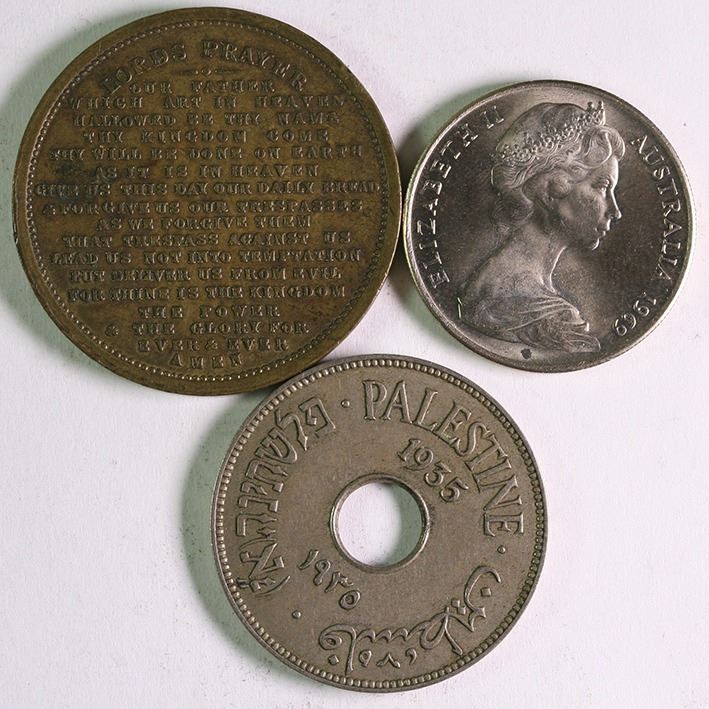 LORDS PRAYER
OUR FATHER
WHICH ART IN HEAVEN
HALLOWED BE THY NAME
THY KINGDOM COME
THY WILL BE DONE ON EARTH
AS IT IS IN HEAVEN
GIVE US THIS DAY OUR DAILY BREAD
& FORGIVE US OUR TRESPASSES
AS WE FORGIVE THEM
THAT TRESPASS AGAINST US
LEAD US NOT INTO TEMPTATION
BUT DELIVER US FROM EVIL
FOR THINE IS THE KINGDOM
THE POWER
& THE GLORY FOR
EVER & EVER
AMEN
ELIZABETH II AUSTRALIA 1969
PALESTINE
1935
פלשתינה (א״י)
١٩٣٥
فلسطين